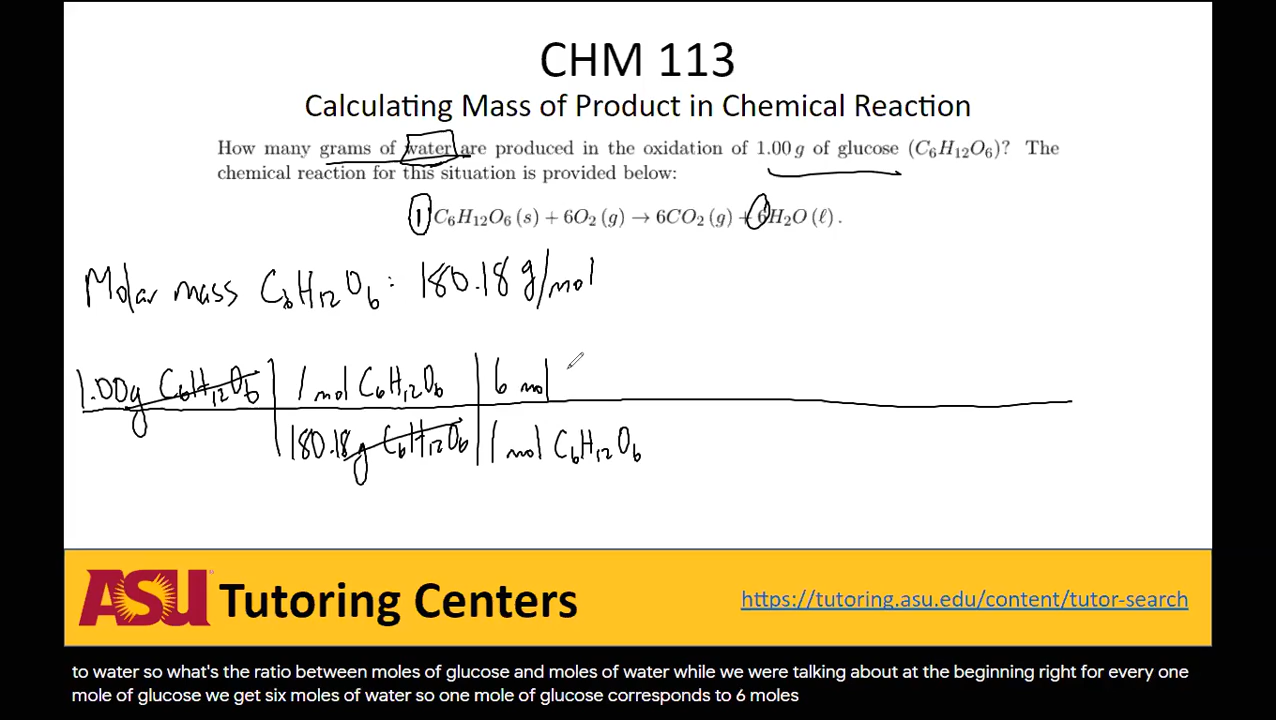 CHM 113
Calculating Mass of Product in Chemical Reaction
How many grams of water are produced in the oxidation of 1.00 g of glucose (C₆H₁₂O₆)? The
chemical reaction for this situation is provided below:
1 C₆H₁₂O₆ (s) + 6O₂ (g) → 6CO₂ (g) + 6H₂O (ℓ).
Molar mass C₆H₁₂O₆: 180.18 g/mol
1.00g C₆H₁₂O₆ | 1 mol C₆H₁₂O₆ | 6 mol
180.18g C₆H₁₂O₆ | 1 mol C₆H₁₂O₆
ASU Tutoring Centers
https://tutoring.asu.edu/content/tutor-search
to water so what's the ratio between moles of glucose and moles of water while we were talking about at the beginning right for every one
mole of glucose we get six moles of water so one mole of glucose corresponds to 6 moles